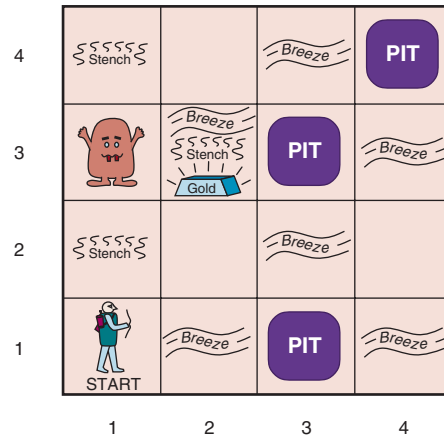 4
Stench
Breeze
PIT
3
Breeze
Stench
Gold
PIT
Breeze
2
Stench
Breeze
1
START
Breeze
PIT
Breeze
1 2 3 4